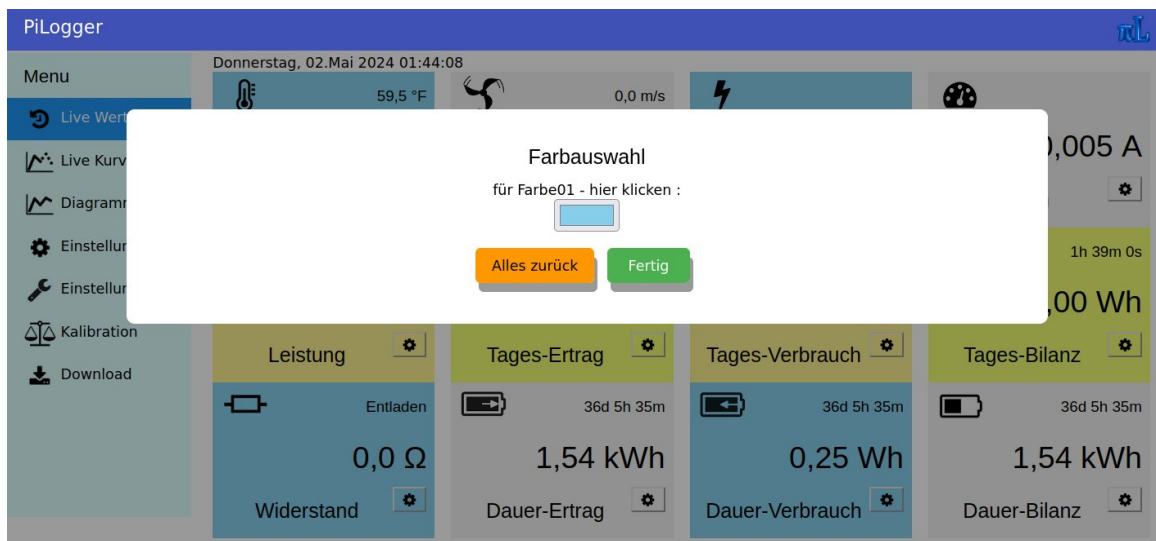 PiLogger
πL
Menu
Donnerstag, 02.Mai 2024 01:44:08
59,5 °F
0,0 m/s
Live Wert
Live Kurv
Diagramm
Einstellur
Einstellur
Kalibration
Download
Farbauswahl
für Farbe01 - hier klicken :
Alles zurück
Fertig
,005 A
1h 39m 0s
,00 Wh
Leistung
Tages-Ertrag
Tages-Verbrauch
Tages-Bilanz
Entladen
36d 5h 35m
36d 5h 35m
36d 5h 35m
0,0 Ω
1,54 kWh
0,25 Wh
1,54 kWh
Widerstand
Dauer-Ertrag
Dauer-Verbrauch
Dauer-Bilanz